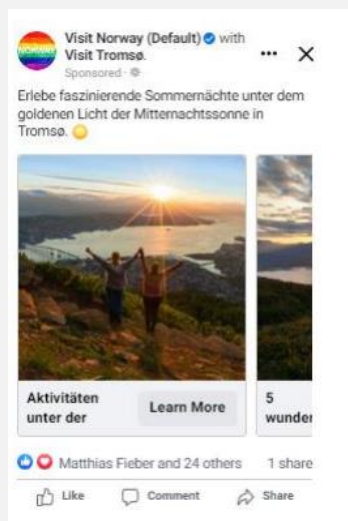 NORWAY
Visit Norway (Default) with
Visit Tromsø.
Sponsored ·
Erlebe faszinierende Sommernächte unter dem
goldenen Licht der Mitternachtssonne in
Tromsø.
Aktivitäten
unter der
Learn More
5
wunder
Matthias Fieber and 24 others
1 share
Like
Comment
Share